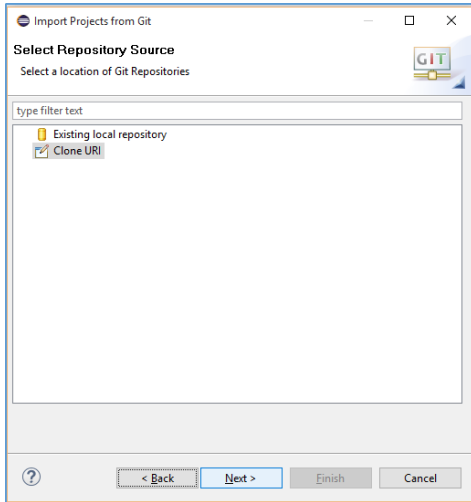 Import Projects from Git
Select Repository Source
Select a location of Git Repositories
GIT
type filter text
Existing local repository
Clone URI
?
< Back
Next >
Finish
Cancel